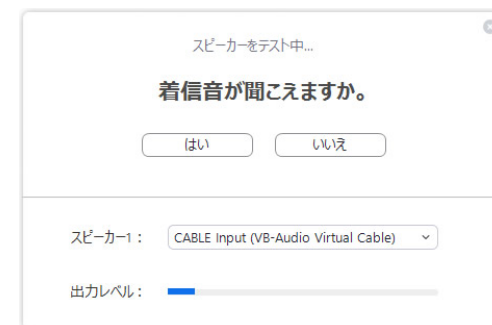 スピーカーをテスト中...
着信音が聞こえますか。
はい
いいえ
スピーカー1：
CABLE Input (VB-Audio Virtual Cable)
出力レベル：